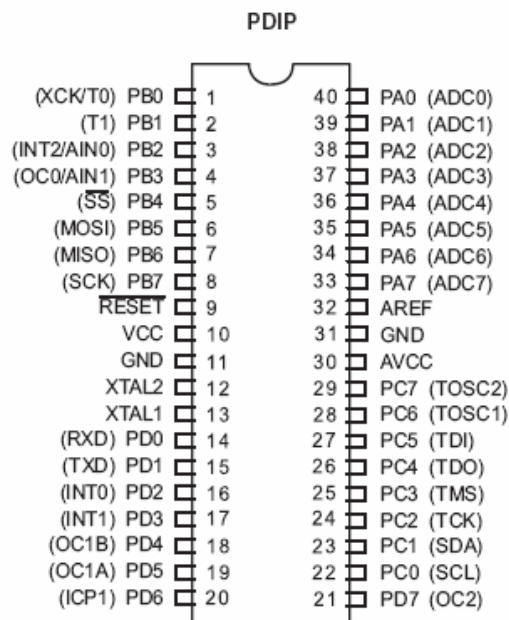 PDIP
(XCK/T0) PB0 1 40 PA0 (ADC0)
(T1) PB1 2 39 PA1 (ADC1)
(INT2/AIN0) PB2 3 38 PA2 (ADC2)
(OC0/AIN1) PB3 4 37 PA3 (ADC3)
(SS) PB4 5 36 PA4 (ADC4)
(MOSI) PB5 6 35 PA5 (ADC5)
(MISO) PB6 7 34 PA6 (ADC6)
(SCK) PB7 8 33 PA7 (ADC7)
RESET 9 32 AREF
VCC 10 31 GND
GND 11 30 AVCC
XTAL2 12 29 PC7 (TOSC2)
XTAL1 13 28 PC6 (TOSC1)
(RXD) PD0 14 27 PC5 (TDI)
(TXD) PD1 15 26 PC4 (TDO)
(INT0) PD2 16 25 PC3 (TMS)
(INT1) PD3 17 24 PC2 (TCK)
(OC1B) PD4 18 23 PC1 (SDA)
(OC1A) PD5 19 22 PC0 (SCL)
(ICP1) PD6 20 21 PD7 (OC2)